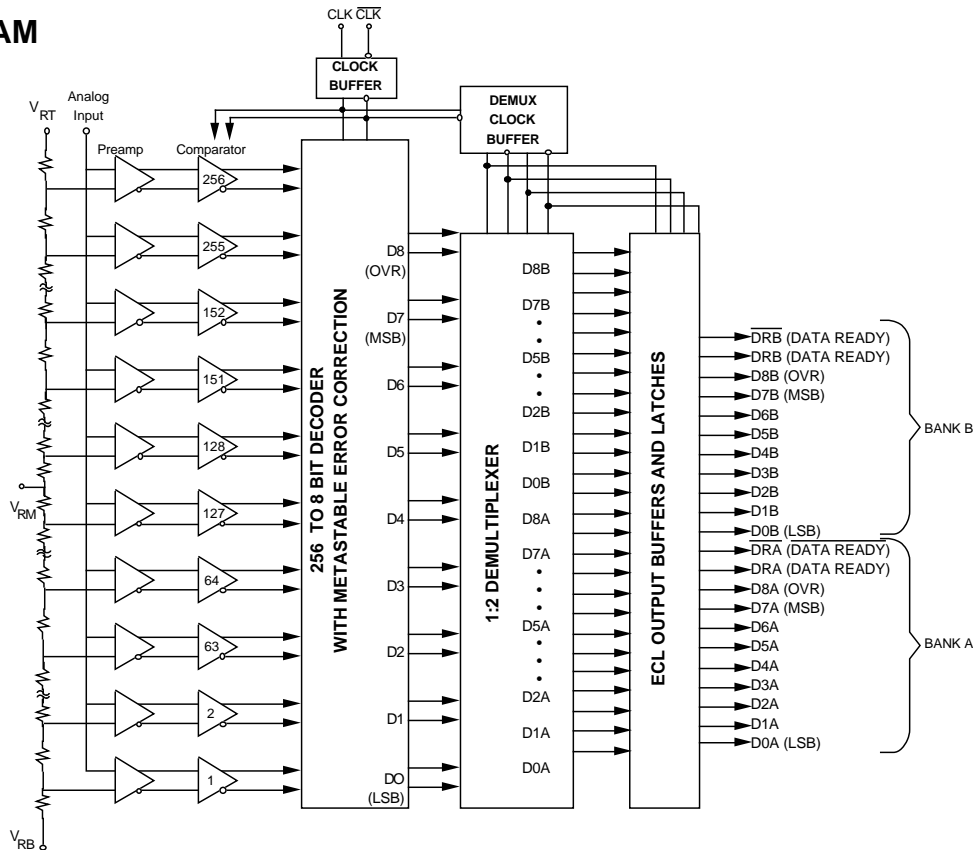 AM
CLK CLK
CLOCK
BUFFER
DEMUX
CLOCK
BUFFER
VRT
Analog
Input
Preamp
Comparator
256
255
152
151
128
127
64
63
2
1
VRM
VRB
256 TO 8 BIT DECODER
WITH METASTABLE ERROR CORRECTION
D8
(OVR)
D7
(MSB)
D6
D5
D4
D3
D2
D1
DO
(LSB)
1:2 DEMULTIPLEXER
D8B
D7B
D5B
D2B
D1B
D0B
D8A
D7A
D5A
D2A
D1A
D0A
ECL OUTPUT BUFFERS AND LATCHES
DRB (DATA READY)
DRB (DATA READY)
D8B (OVR)
D7B (MSB)
D6B
D5B
D4B
D3B
D2B
D1B
D0B (LSB)
BANK B
DRA (DATA READY)
DRA (DATA READY)
D8A (OVR)
D7A (MSB)
D6A
D5A
D4A
D3A
D2A
D1A
D0A (LSB)
BANK A